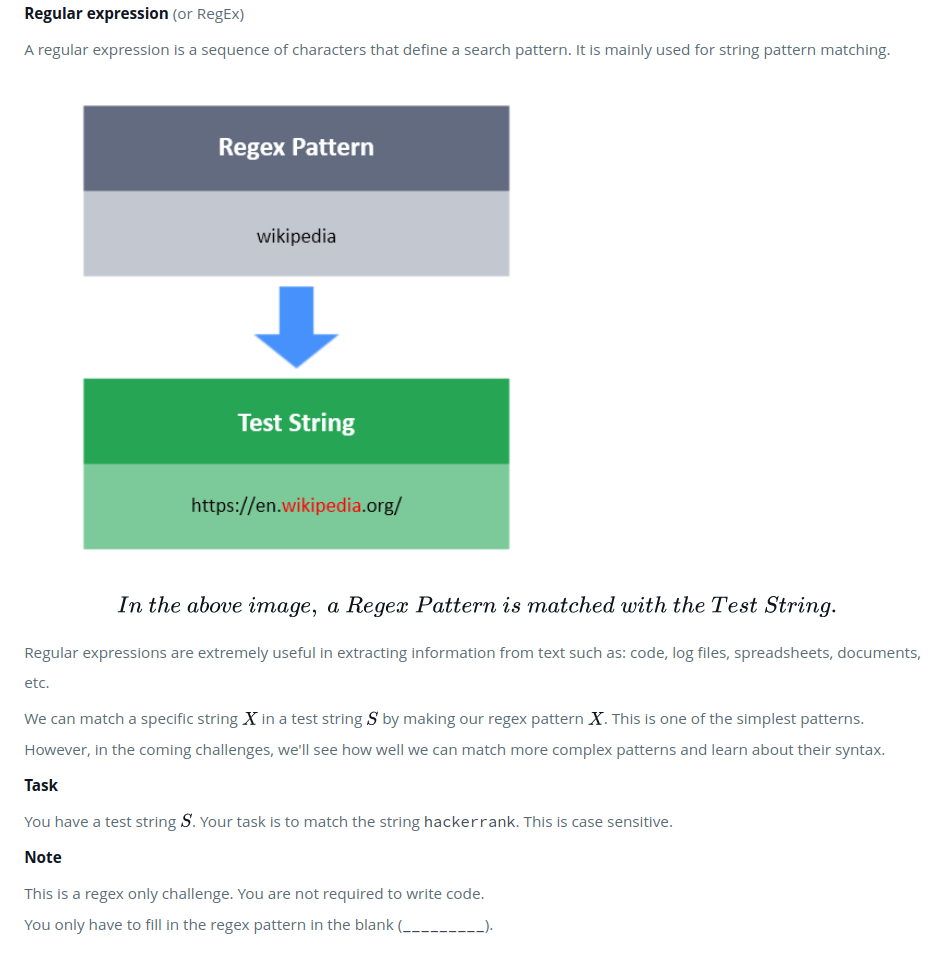 Regular expression (or RegEx)
A regular expression is a sequence of characters that define a search pattern. It is mainly used for string pattern matching.
Regex Pattern
wikipedia
Test String
https://en.wikipedia.org/
In the above image, a Regex Pattern is matched with the Test String.
Regular expressions are extremely useful in extracting information from text such as: code, log files, spreadsheets, documents,
etc.
We can match a specific string X in a test string S by making our regex pattern X. This is one of the simplest patterns.
However, in the coming challenges, we'll see how well we can match more complex patterns and learn about their syntax.
Task
You have a test string S. Your task is to match the string hackerrank. This is case sensitive.
Note
This is a regex only challenge. You are not required to write code.
You only have to fill in the regex pattern in the blank (_________).